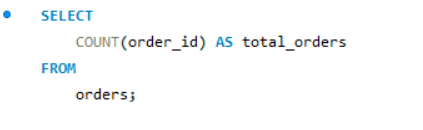 SELECT
COUNT(order_id) AS total_orders
FROM
orders;